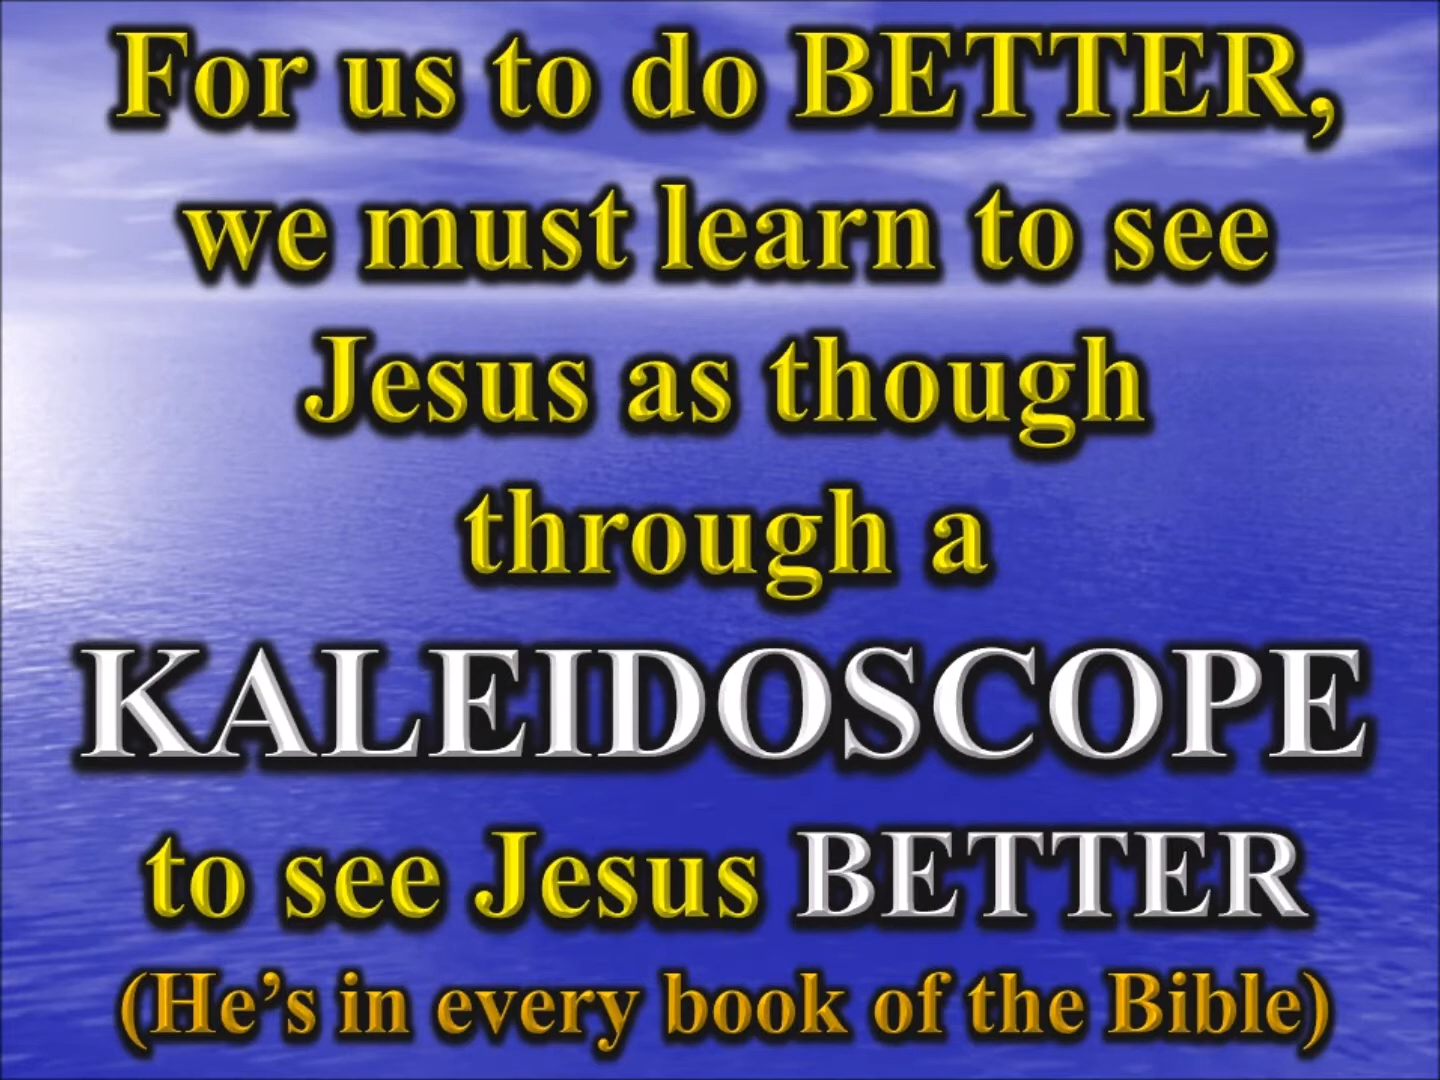 For us to do BETTER,
we must learn to see
Jesus as though
through a
KALEIDOSCOPE
to see Jesus BETTER
(He’s in every book of the Bible)